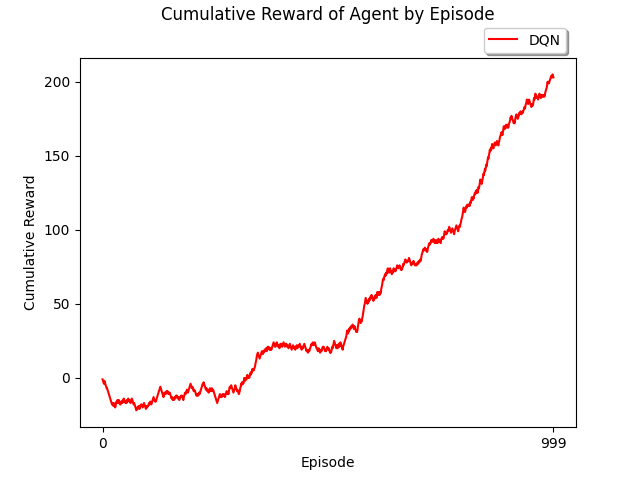 Cumulative Reward of Agent by Episode
DQN
200
150
100
50
0
Cumulative Reward
0
999
Episode